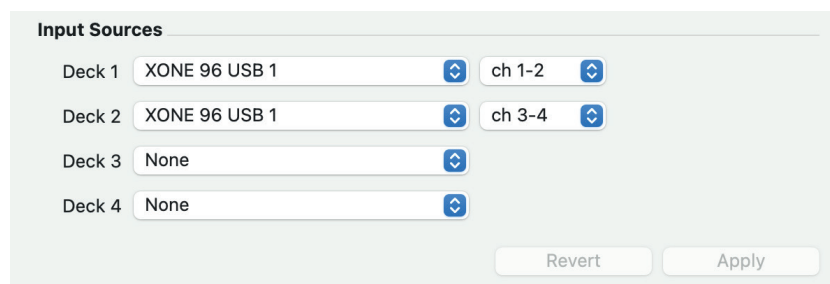 Input Sources
Deck 1 XONE 96 USB 1 ch 1-2
Deck 2 XONE 96 USB 1 ch 3-4
Deck 3 None
Deck 4 None
Revert Apply